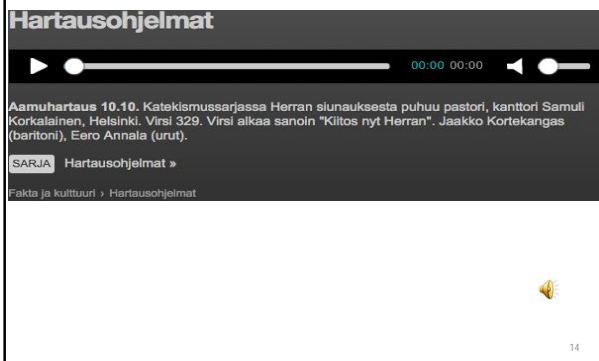 Hartausohjelmat
00:00 00:00
Aamuhartaus 10.10. Katekismussarjassa Herran siunauksesta puhuu pastori, kanttori Samuli
Korkalainen, Helsinki. Virsi 329. Virsi alkaa sanoin "Kiitos nyt Herran". Jaakko Kortekangas
(baritoni), Eero Annala (urut).
SARJA Hartausohjelmat »
Fakta ja kulttuuri › Hartausohjelmat
14